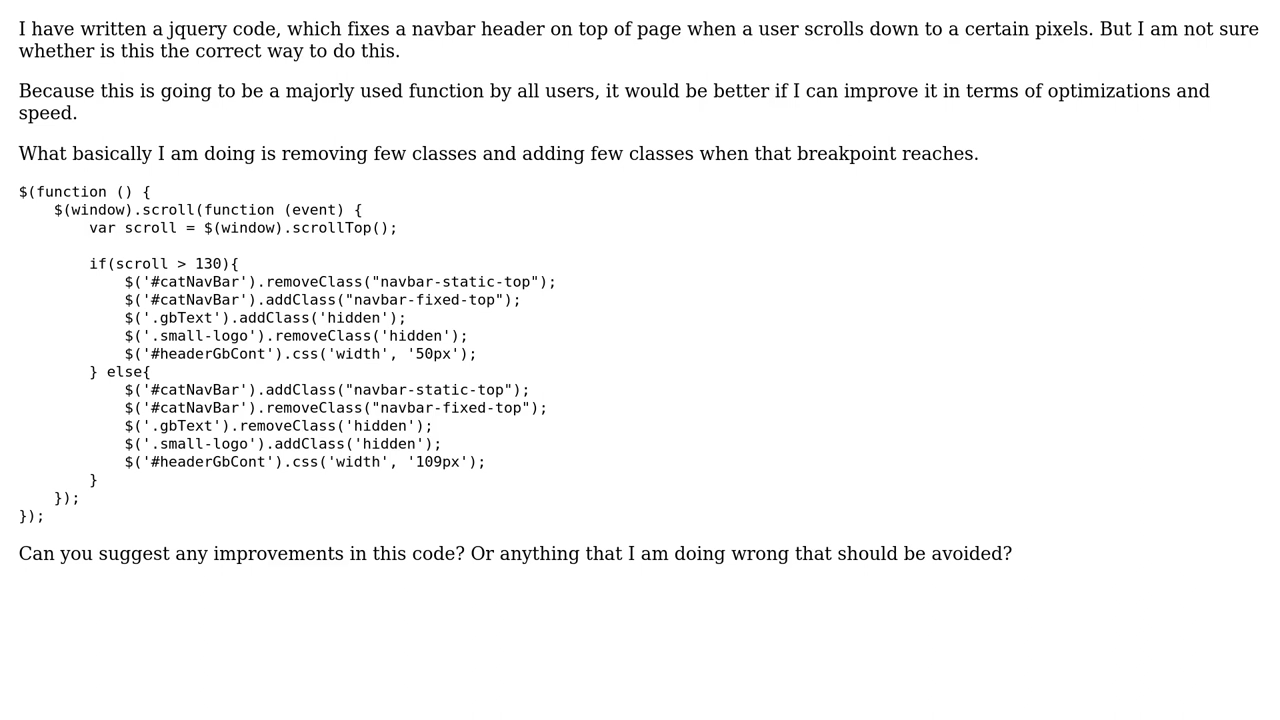 I have written a jquery code, which fixes a navbar header on top of page when a user scrolls down to a certain pixels. But I am not sure
whether is this the correct way to do this.
Because this is going to be a majorly used function by all users, it would be better if I can improve it in terms of optimizations and
speed.
What basically I am doing is removing few classes and adding few classes when that breakpoint reaches.
$(function () {
    $(window).scroll(function (event) {
        var scroll = $(window).scrollTop();

        if(scroll > 130){
            $('#catNavBar').removeClass("navbar-static-top");
            $('#catNavBar').addClass("navbar-fixed-top");
            $('.gbText').addClass('hidden');
            $('.small-logo').removeClass('hidden');
            $('#headerGbCont').css('width', '50px');
        } else{
            $('#catNavBar').addClass("navbar-static-top");
            $('#catNavBar').removeClass("navbar-fixed-top");
            $('.gbText').removeClass('hidden');
            $('.small-logo').addClass('hidden');
            $('#headerGbCont').css('width', '109px');
        }
    });
});
Can you suggest any improvements in this code? Or anything that I am doing wrong that should be avoided?